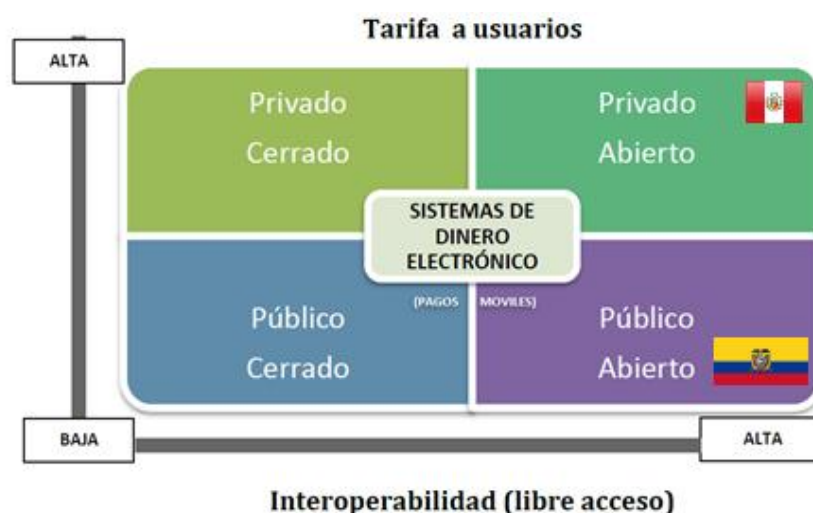 Tarifa a usuarios
ALTA
Privado
Cerrado
Privado
Abierto
SISTEMAS DE
DINERO
ELECTRÓNICO
(PAGOS MOVILES)
Público
Cerrado
Público
Abierto
BAJA
ALTA
Interoperabilidad (libre acceso)